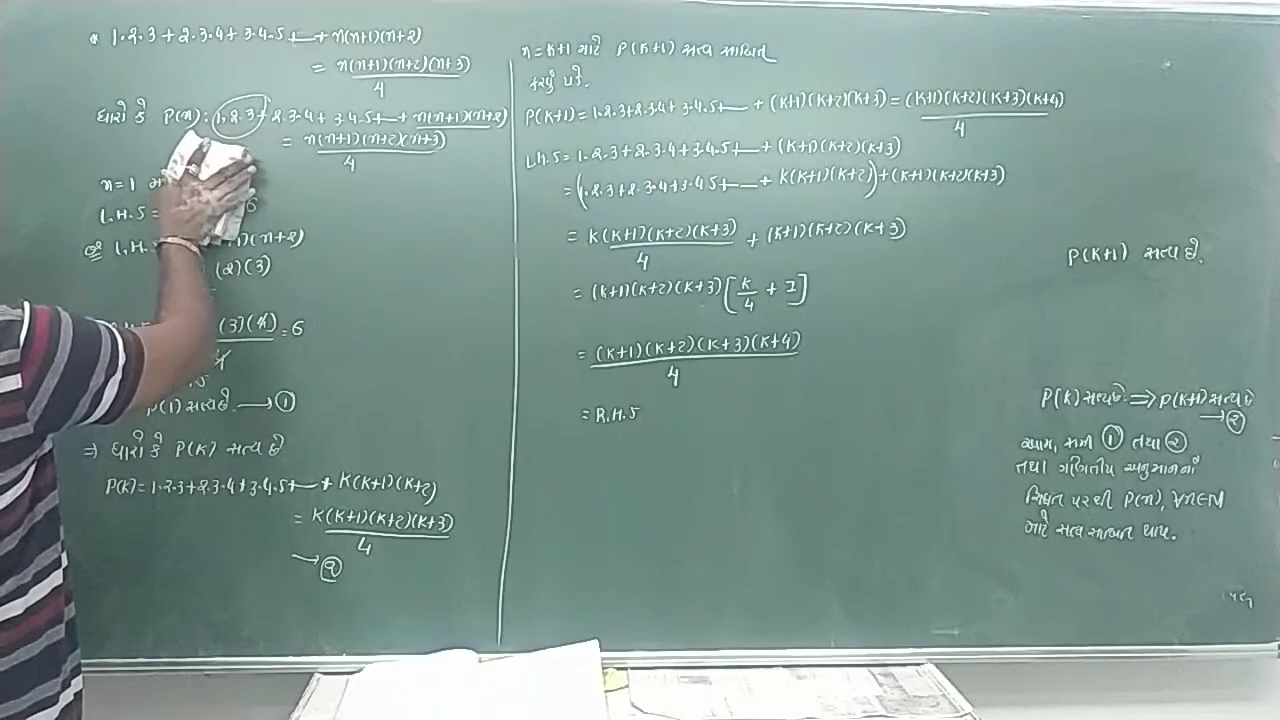 * 1.2.3 + 2.3.4 + 3.4.5 + — + n(n+1)(n+2)
= n(n+1)(n+2)(n+3) / 4
ધારો કે P(n) : 1.2.3 + 2.3.4 + 3.4.5 + — + n(n+1)(n+2)
= n(n+1)(n+2)(n+3) / 4
n=1
L.H.S =
(2)(3)
(3)(4) = 6
P(1) સત્ય છે. → ①
⇒ ધારો કે P(K) સત્ય છે
P(K) = 1.2.3 + 2.3.4 + 3.4.5 + — + K(K+1)(K+2)
= K(K+1)(K+2)(K+3) / 4
n = K+1 માટે P(K+1) સત્ય સાબિત
કરવું પડે.
P(K+1) = 1.2.3 + 2.3.4 + 3.4.5 + — + (K+1)(K+2)(K+3) = (K+1)(K+2)(K+3)(K+4) / 4
L.H.S = 1.2.3 + 2.3.4 + 3.4.5 + — + (K+1)(K+2)(K+3)
= (1.2.3 + 2.3.4 + 3.4.5 + — + K(K+1)(K+2)) + (K+1)(K+2)(K+3)
= K(K+1)(K+2)(K+3) / 4 + (K+1)(K+2)(K+3)
= (K+1)(K+2)(K+3) [K/4 + 1]
= (K+1)(K+2)(K+3)(K+4) / 4
= R.H.S
P(K+1) સત્ય છે.
P(K) સત્ય છે. ⇒ P(K+1) સત્ય છે
→ ②
આમ, ① તથા ②
તથા ગણિતીય અનુમાનના
સિદ્ધાંત પરથી P(n), ∀n∈N
માટે સત્ય સાબિત થાય.